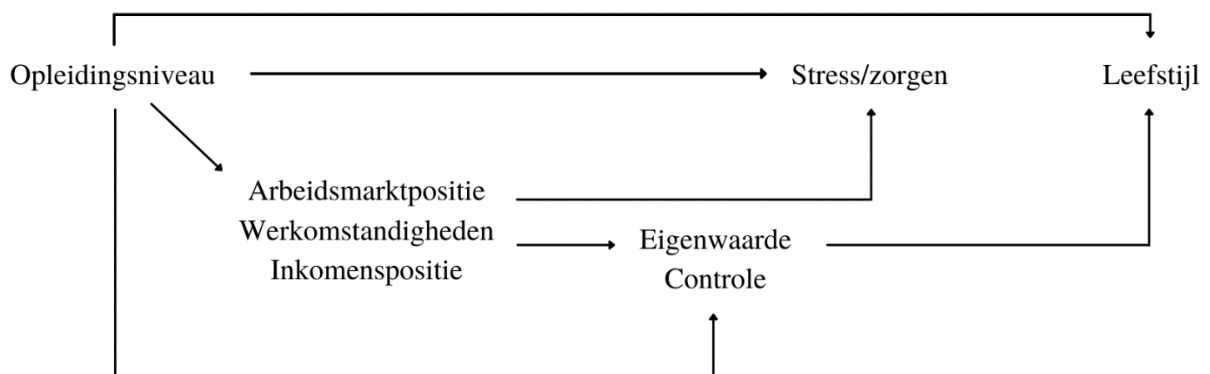 Opleidingsniveau
Stress/zorgen
Leefstijl
Arbeidsmarktpositie
Werkomstandigheden
Inkomenspositie
Eigenwaarde
Controle